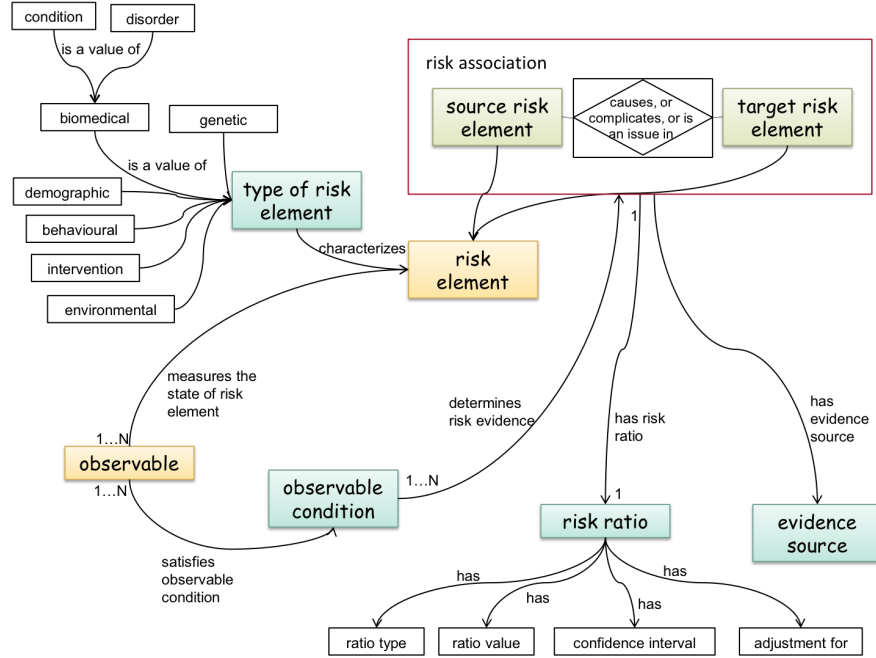 condition
disorder
is a value of
biomedical
genetic
is a value of
demographic
behavioural
intervention
environmental
type of risk
element
characterizes
risk association
source risk
element
causes, or
complicates, or is
an issue in
target risk
element
risk
element
1
measures the
state of risk
element
1...N
observable
1...N
satisfies
observable
condition
observable
condition
1...N
determines
risk evidence
has risk
ratio
1
has
evidence
source
risk ratio
evidence
source
has
has
has
has
ratio type
ratio value
confidence interval
adjustment for